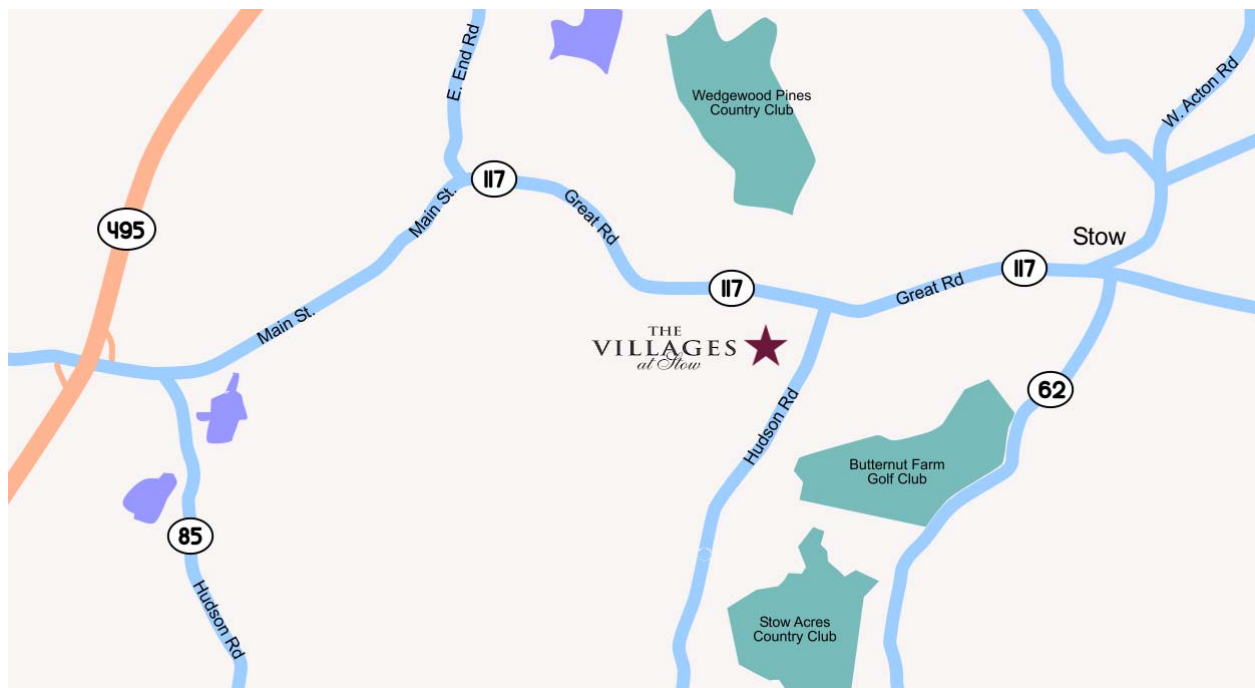 E. End Rd
Wedgewood Pines
Country Club
W. Acton Rd
117
Main St.
Great Rd
495
Stow
117
Great Rd
117
Main St.
THE
VILLAGES
at Stow
62
Hudson Rd
Butternut Farm
Golf Club
85
Hudson Rd
Stow Acres
Country Club